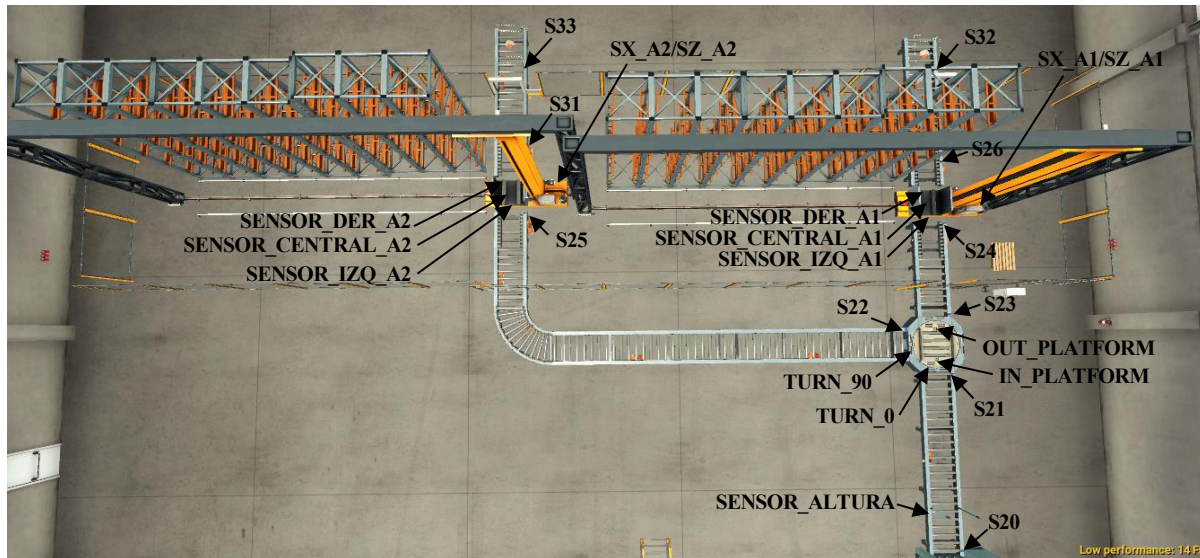 S33
SX_A2/SZ_A2
S32
SX_A1/SZ_A1
S31
S26
SENSOR_DER_A2
SENSOR_CENTRAL_A2
SENSOR_IZQ_A2
S25
SENSOR_DER_A1
SENSOR_CENTRAL_A1
SENSOR_IZQ_A1
S24
S22
S23
OUT_PLATFORM
TURN_90
IN_PLATFORM
TURN_0
S21
SENSOR_ALTURA
S20
Low performance: 14 F